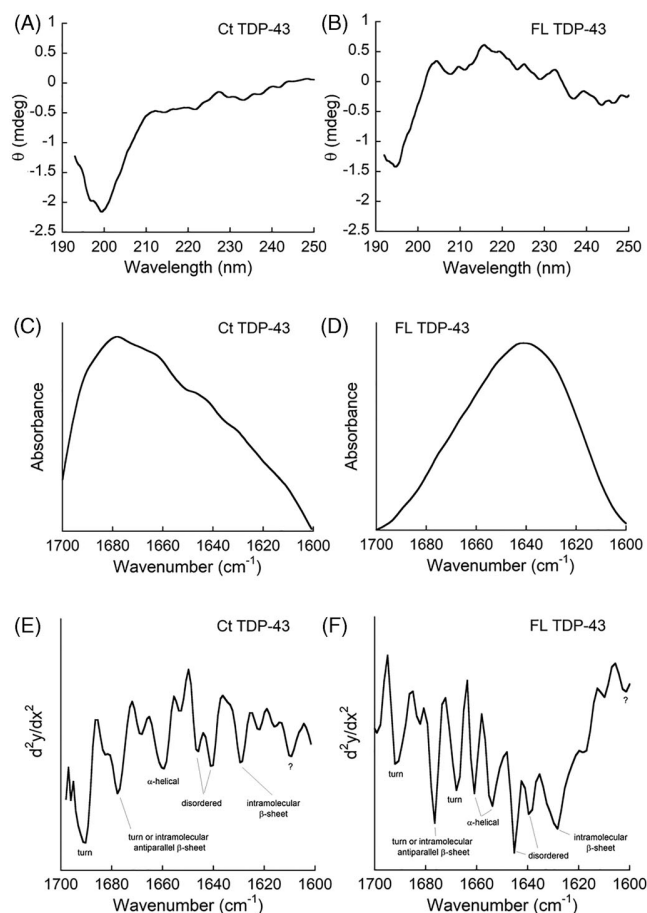 (A)
Ct TDP-43
1
0.5
0
-0.5
-1
-1.5
-2
-2.5
θ (mdeg)
190 200 210 220 230 240 250
Wavelength (nm)
(B)
FL TDP-43
1
0.5
0
-0.5
-1
-1.5
-2
-2.5
θ (mdeg)
190 200 210 220 230 240 250
Wavelength (nm)
(C)
Ct TDP-43
Absorbance
1700 1680 1660 1640 1620 1600
Wavenumber (cm⁻¹)
(D)
FL TDP-43
Absorbance
1700 1680 1660 1640 1620 1600
Wavenumber (cm⁻¹)
(E)
Ct TDP-43
d²y/dx²
turn
turn or intramolecular
antiparallel β-sheet
α-helical
disordered
intramolecular
β-sheet
?
1700 1680 1660 1640 1620 1600
Wavenumber (cm⁻¹)
(F)
FL TDP-43
d²y/dx²
turn
turn or intramolecular
antiparallel β-sheet
turn
α-helical
disordered
intramolecular
β-sheet
?
1700 1680 1660 1640 1620 1600
Wavenumber (cm⁻¹)